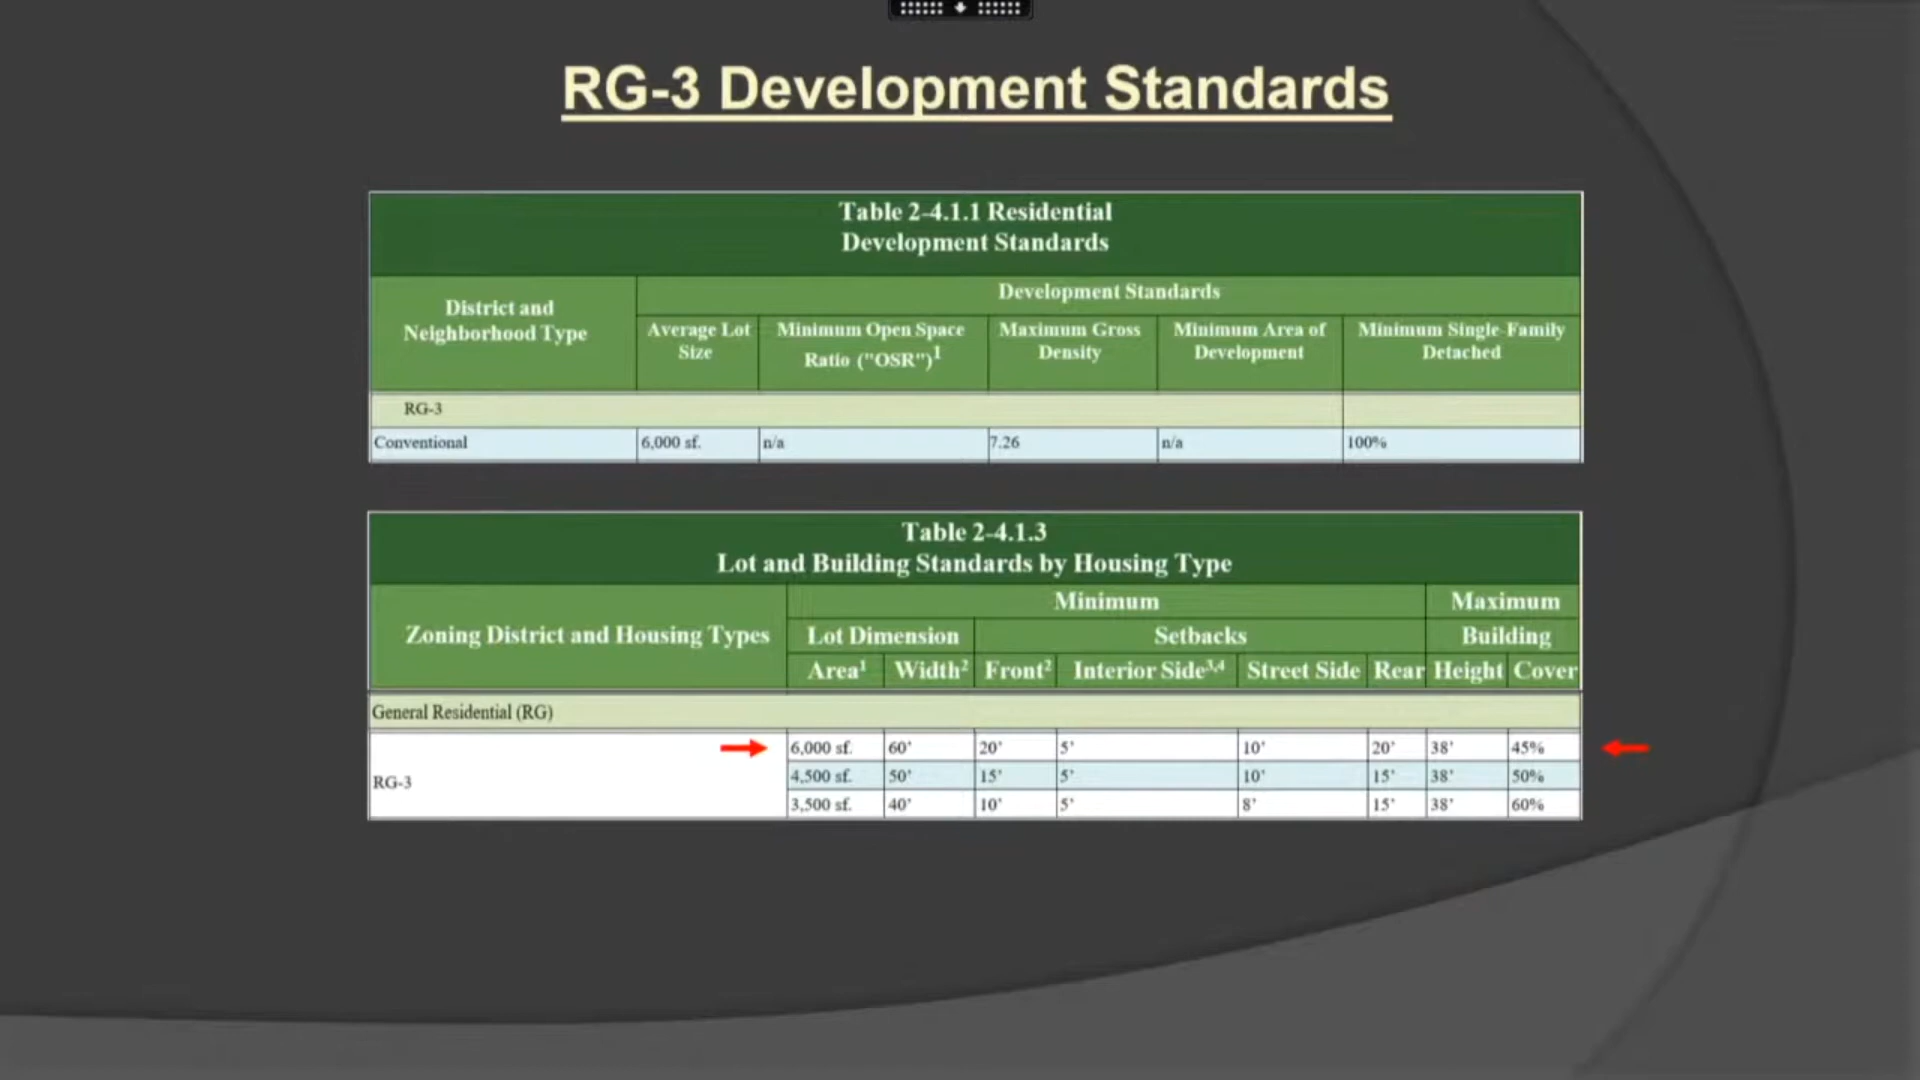 RG-3 Development Standards
Table 2-4.1.1 Residential
Development Standards
District and
Neighborhood Type
Development Standards
Average Lot
Size
Minimum Open Space
Ratio ("OSR")1
Maximum Gross
Density
Minimum Area of
Development
Minimum Single-Family
Detached
RG-3
Conventional 6,000 sf. n/a 7.26 n/a 100%
Table 2-4.1.3
Lot and Building Standards by Housing Type
Zoning District and Housing Types
Minimum Maximum
Lot Dimension Setbacks Building
Area1 Width2 Front2 Interior Side3,4 Street Side Rear Height Cover
General Residential (RG)
RG-3
6,000 sf. 60' 20' 5' 10' 20' 38' 45%
4,500 sf. 50' 15' 5' 10' 15' 38' 50%
3,500 sf. 40' 10' 5' 8' 15' 38' 60%